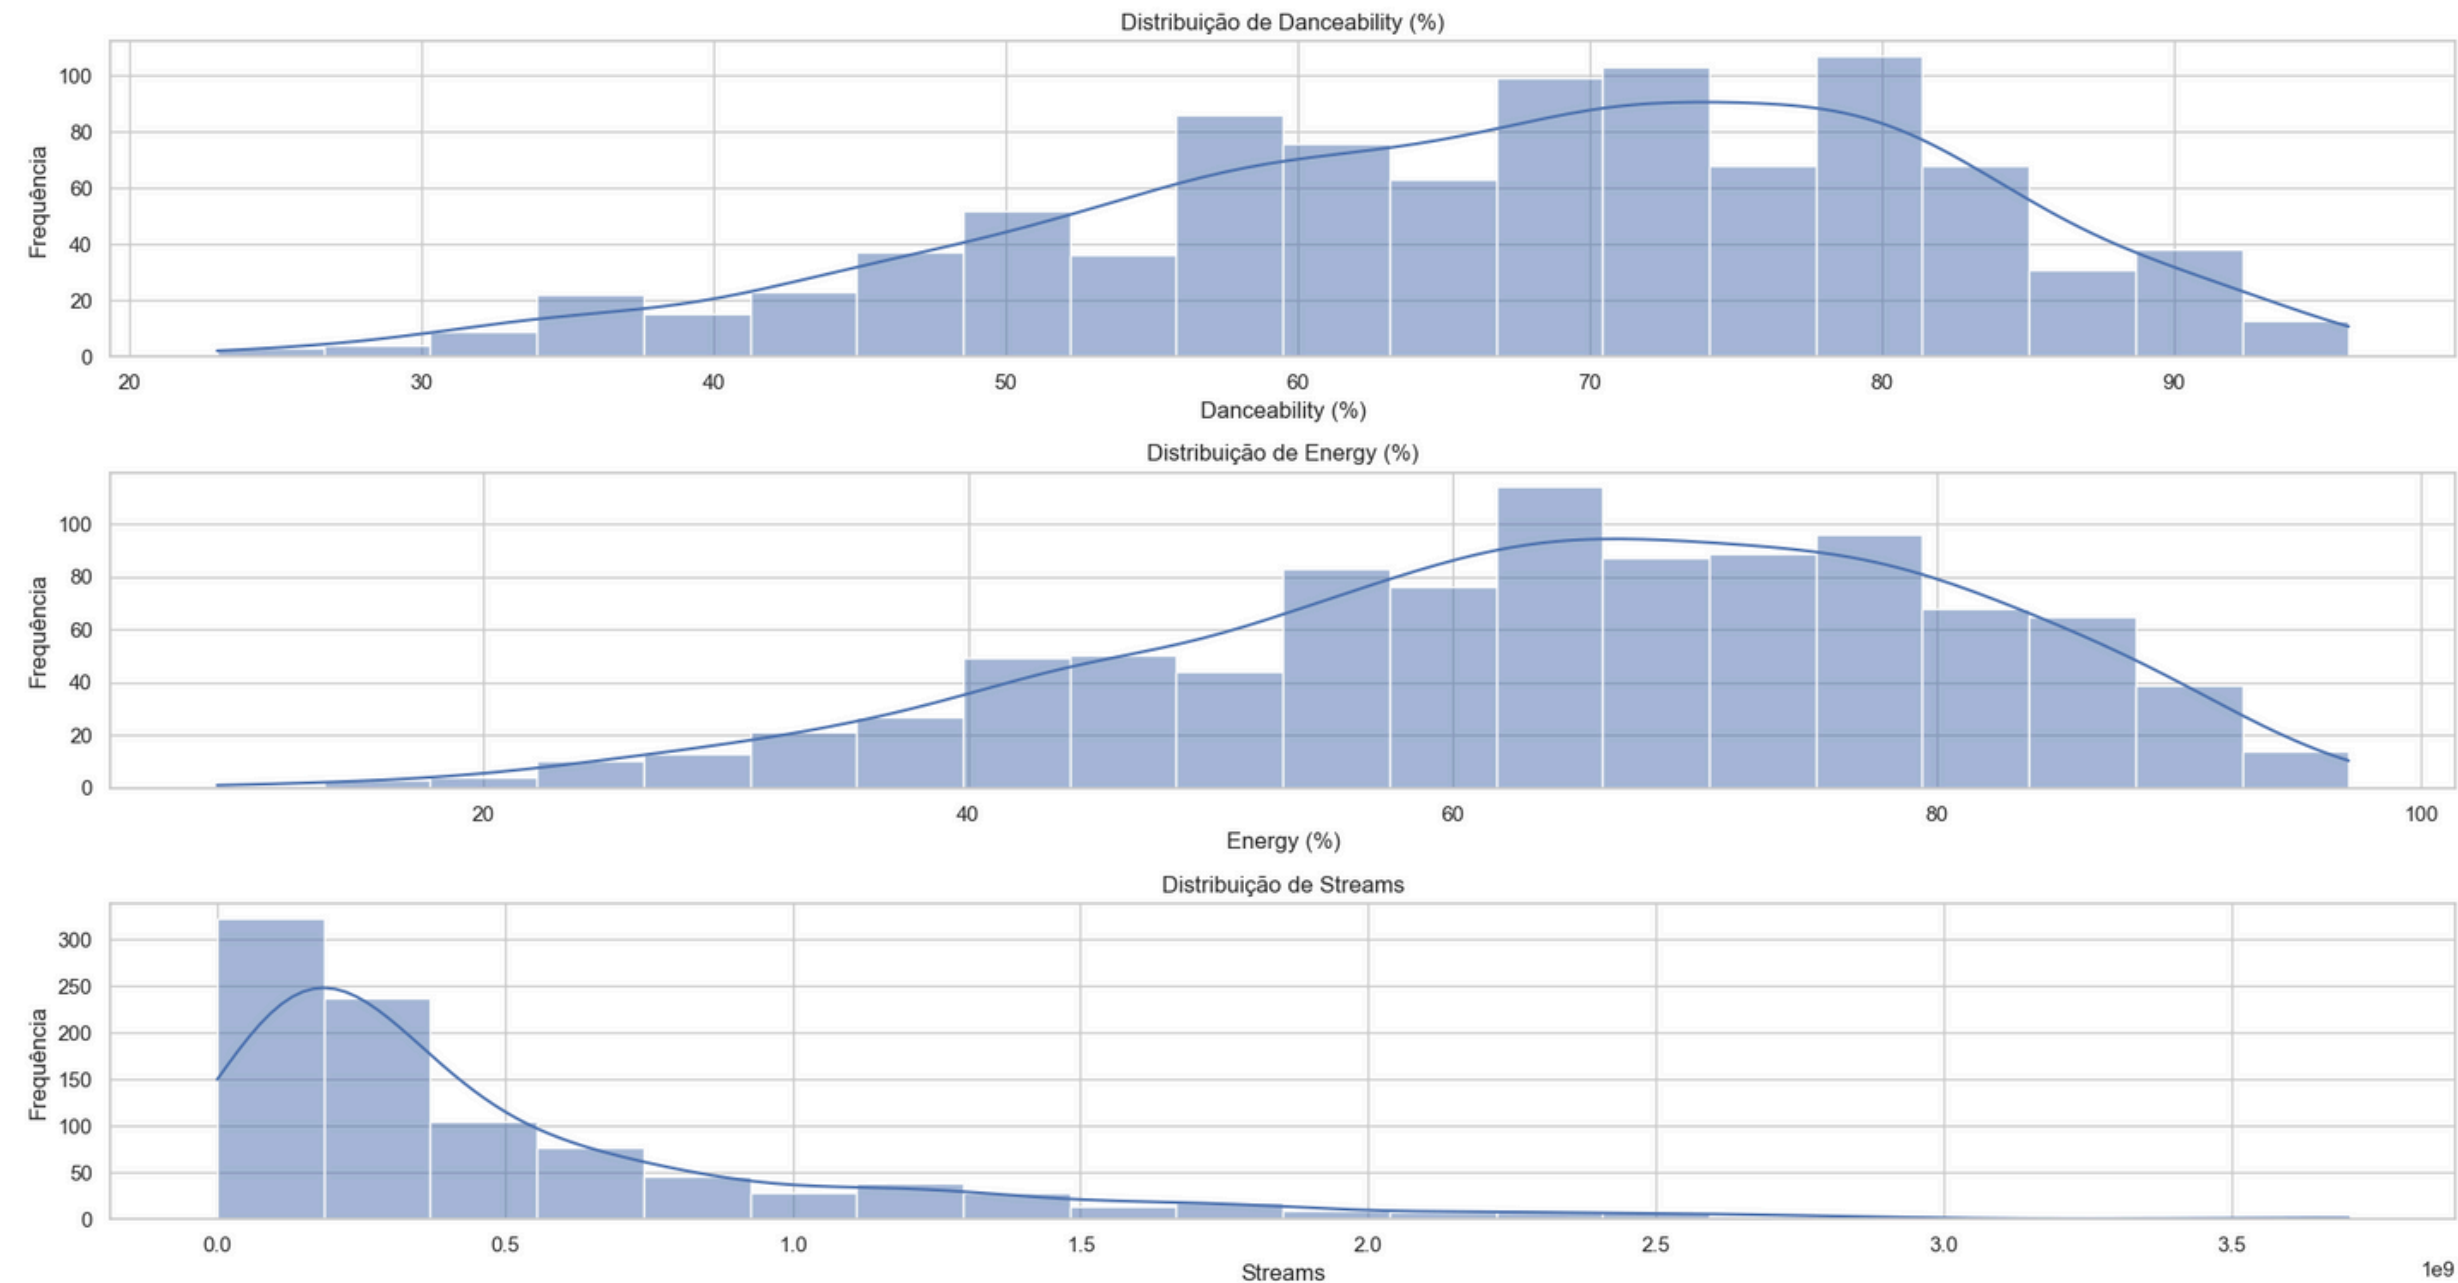 Distribuição de Danceability (%)
Frequência
100
80
60
40
20
0
20 30 40 50 60 70 80 90
Danceability (%)
Distribuição de Energy (%)
Frequência
100
80
60
40
20
0
20 40 60 80 100
Energy (%)
Distribuição de Streams
Frequência
300
250
200
150
100
50
0
0.0 0.5 1.0 1.5 2.0 2.5 3.0 3.5
Streams
1e9